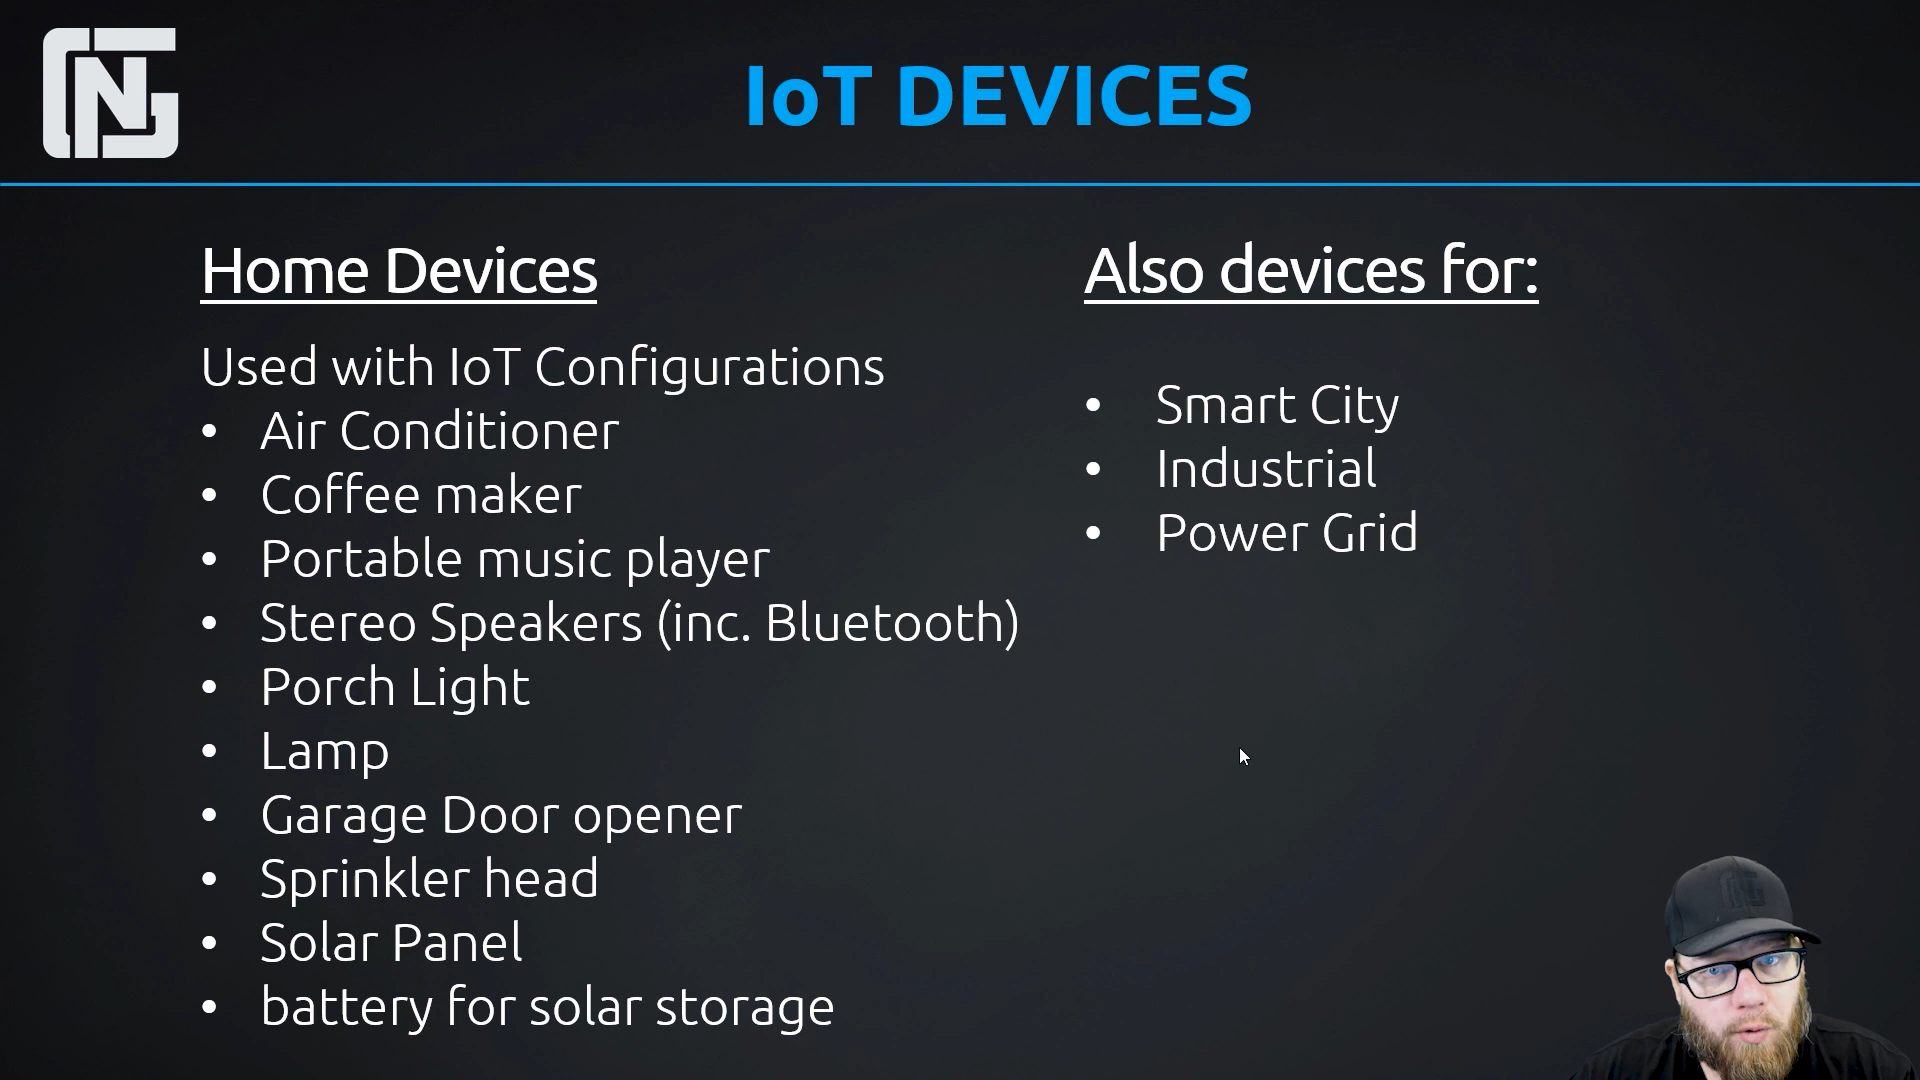 IoT DEVICES
Home Devices
Used with IoT Configurations
• Air Conditioner
• Coffee maker
• Portable music player
• Stereo Speakers (inc. Bluetooth)
• Porch Light
• Lamp
• Garage Door opener
• Sprinkler head
• Solar Panel
• battery for solar storage
Also devices for:
• Smart City
• Industrial
• Power Grid